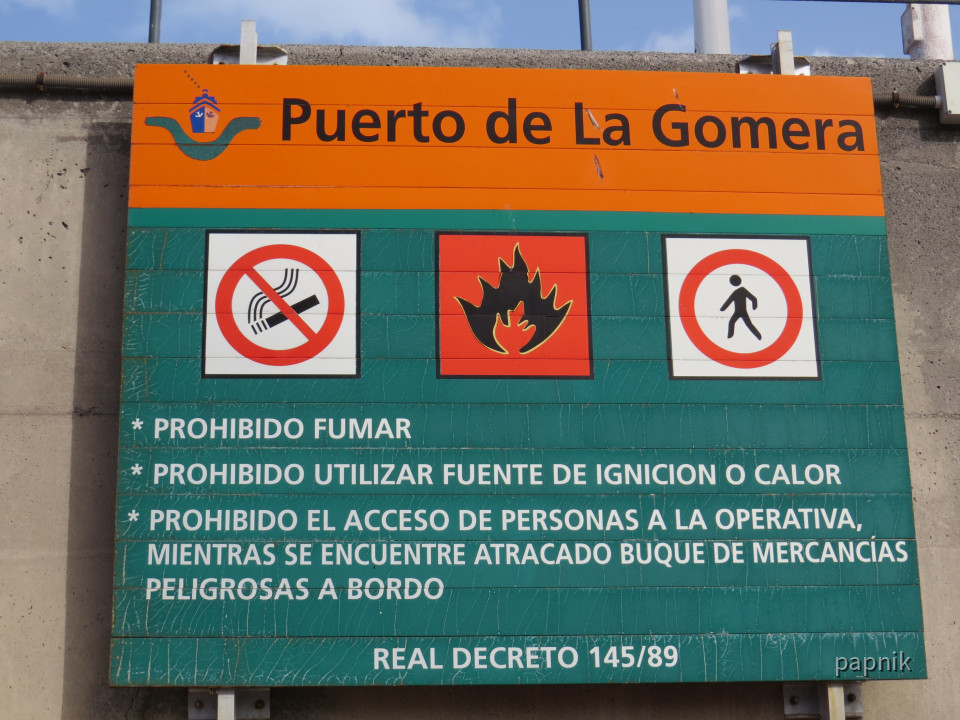 Puerto de La Gomera
* PROHIBIDO FUMAR
* PROHIBIDO UTILIZAR FUENTE DE IGNICION O CALOR
* PROHIBIDO EL ACCESO DE PERSONAS A LA OPERATIVA,
MIENTRAS SE ENCUENTRE ATRACADO BUQUE DE MERCANCÍAS
PELIGROSAS A BORDO
REAL DECRETO 145/89
papnik